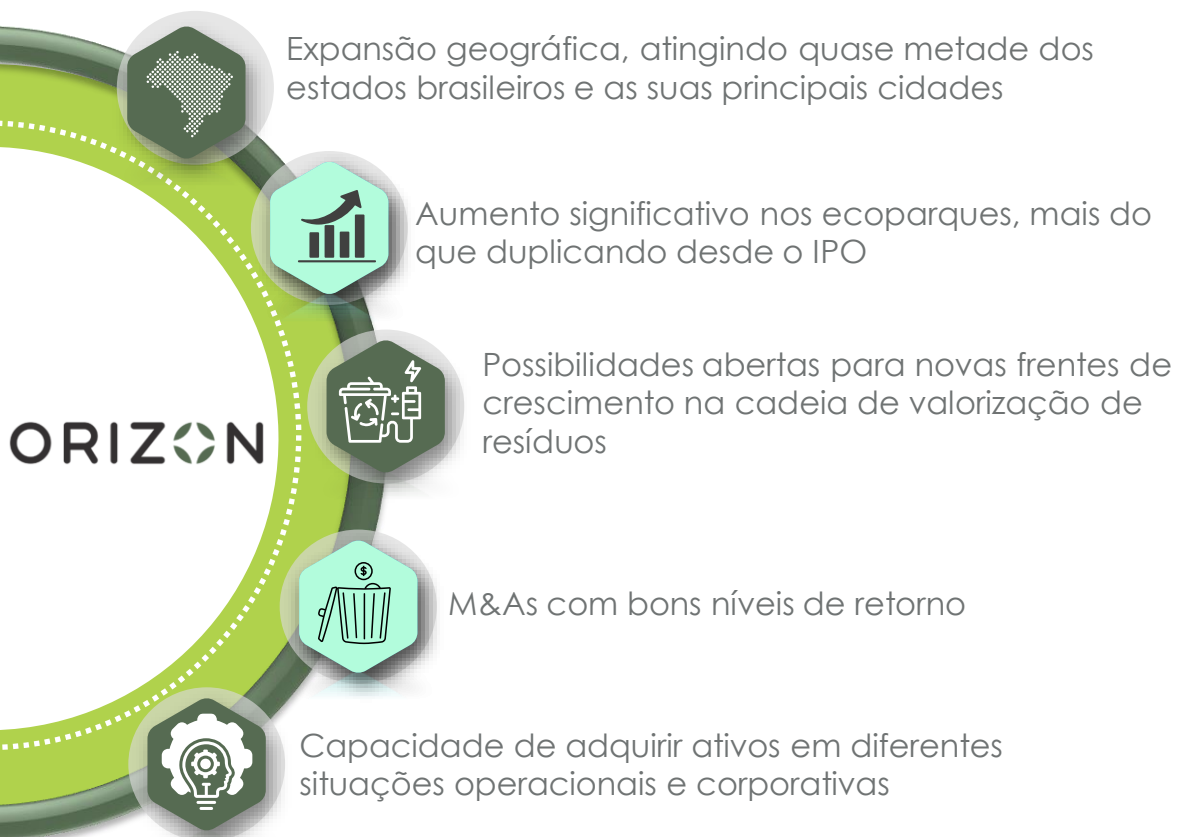 Expansão geográfica, atingindo quase metade dos
estados brasileiros e as suas principais cidades
Aumento significativo nos ecoparques, mais do
que duplicando desde o IPO
Possibilidades abertas para novas frentes de
crescimento na cadeia de valorização de
resíduos
ORIZON
M&As com bons níveis de retorno
$
Capacidade de adquirir ativos em diferentes
situações operacionais e corporativas